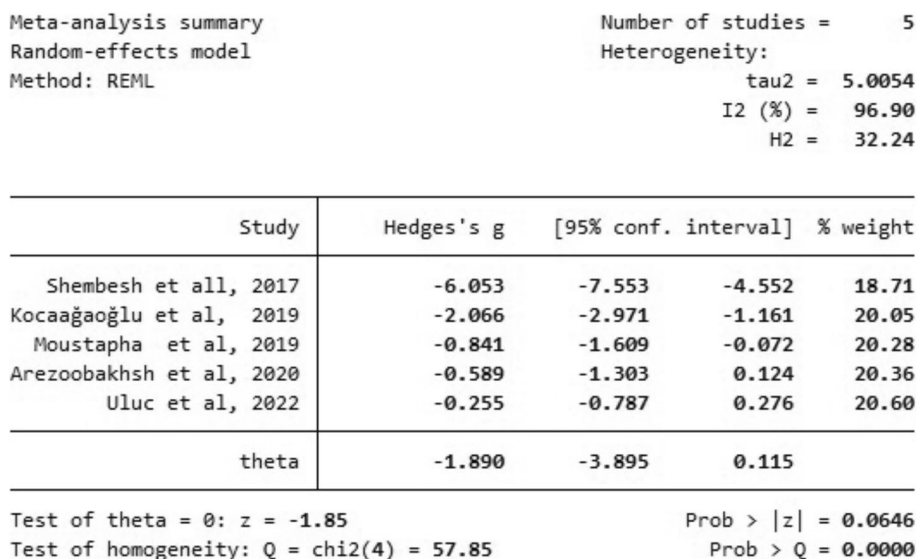 Meta-analysis summary Number of studies = 5
Random-effects model Heterogeneity:
Method: REML tau2 = 5.0054
I2 (%) = 96.90
H2 = 32.24
Study Hedges's g [95% conf. interval] % weight
Shembesh et all, 2017 -6.053 -7.553 -4.552 18.71
Kocaağaoğlu et al, 2019 -2.066 -2.971 -1.161 20.05
Moustapha et al, 2019 -0.841 -1.609 -0.072 20.28
Arezoobakhsh et al, 2020 -0.589 -1.303 0.124 20.36
Uluc et al, 2022 -0.255 -0.787 0.276 20.60
theta -1.890 -3.895 0.115
Test of theta = 0: z = -1.85 Prob > |z| = 0.0646
Test of homogeneity: Q = chi2(4) = 57.85 Prob > Q = 0.0000